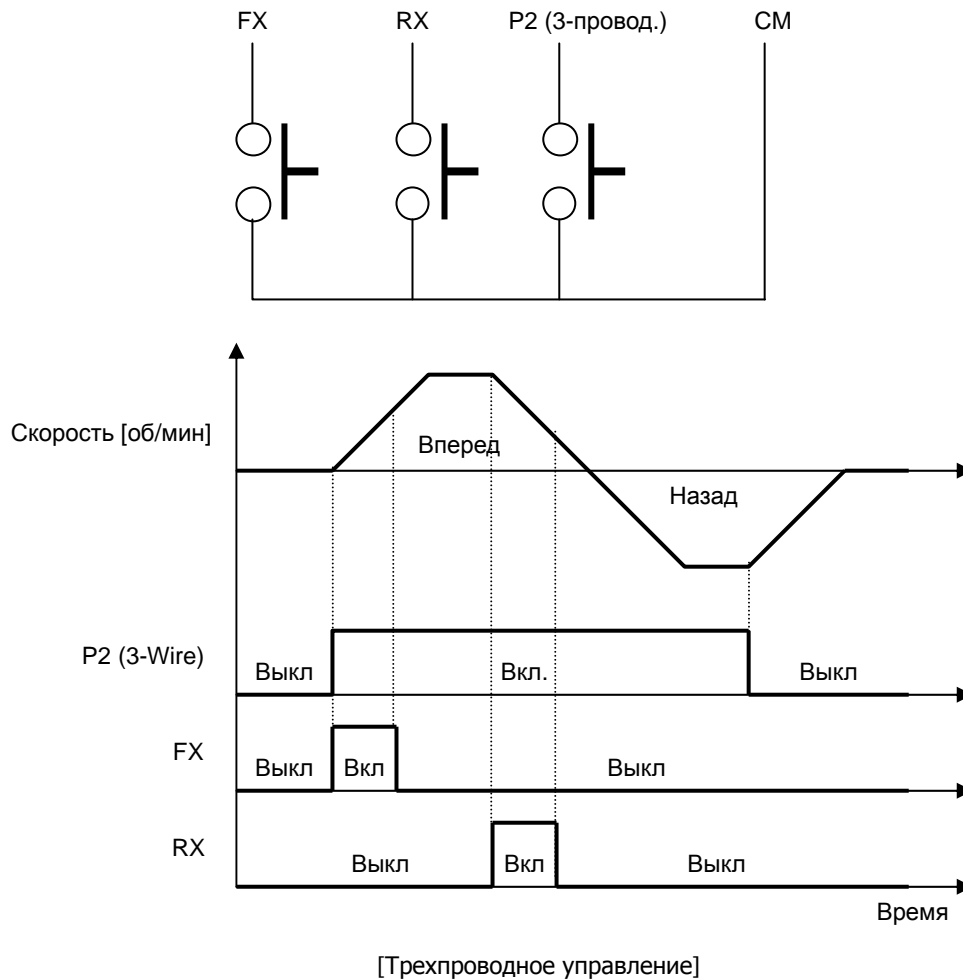 FX RX P2 (3-провод.) CM
Скорость [об/мин]
Вперед
Назад
P2 (3-Wire)
Выкл Вкл. Выкл
FX
Выкл Вкл Выкл
RX
Выкл Вкл Выкл
Время
[Трехпроводное управление]